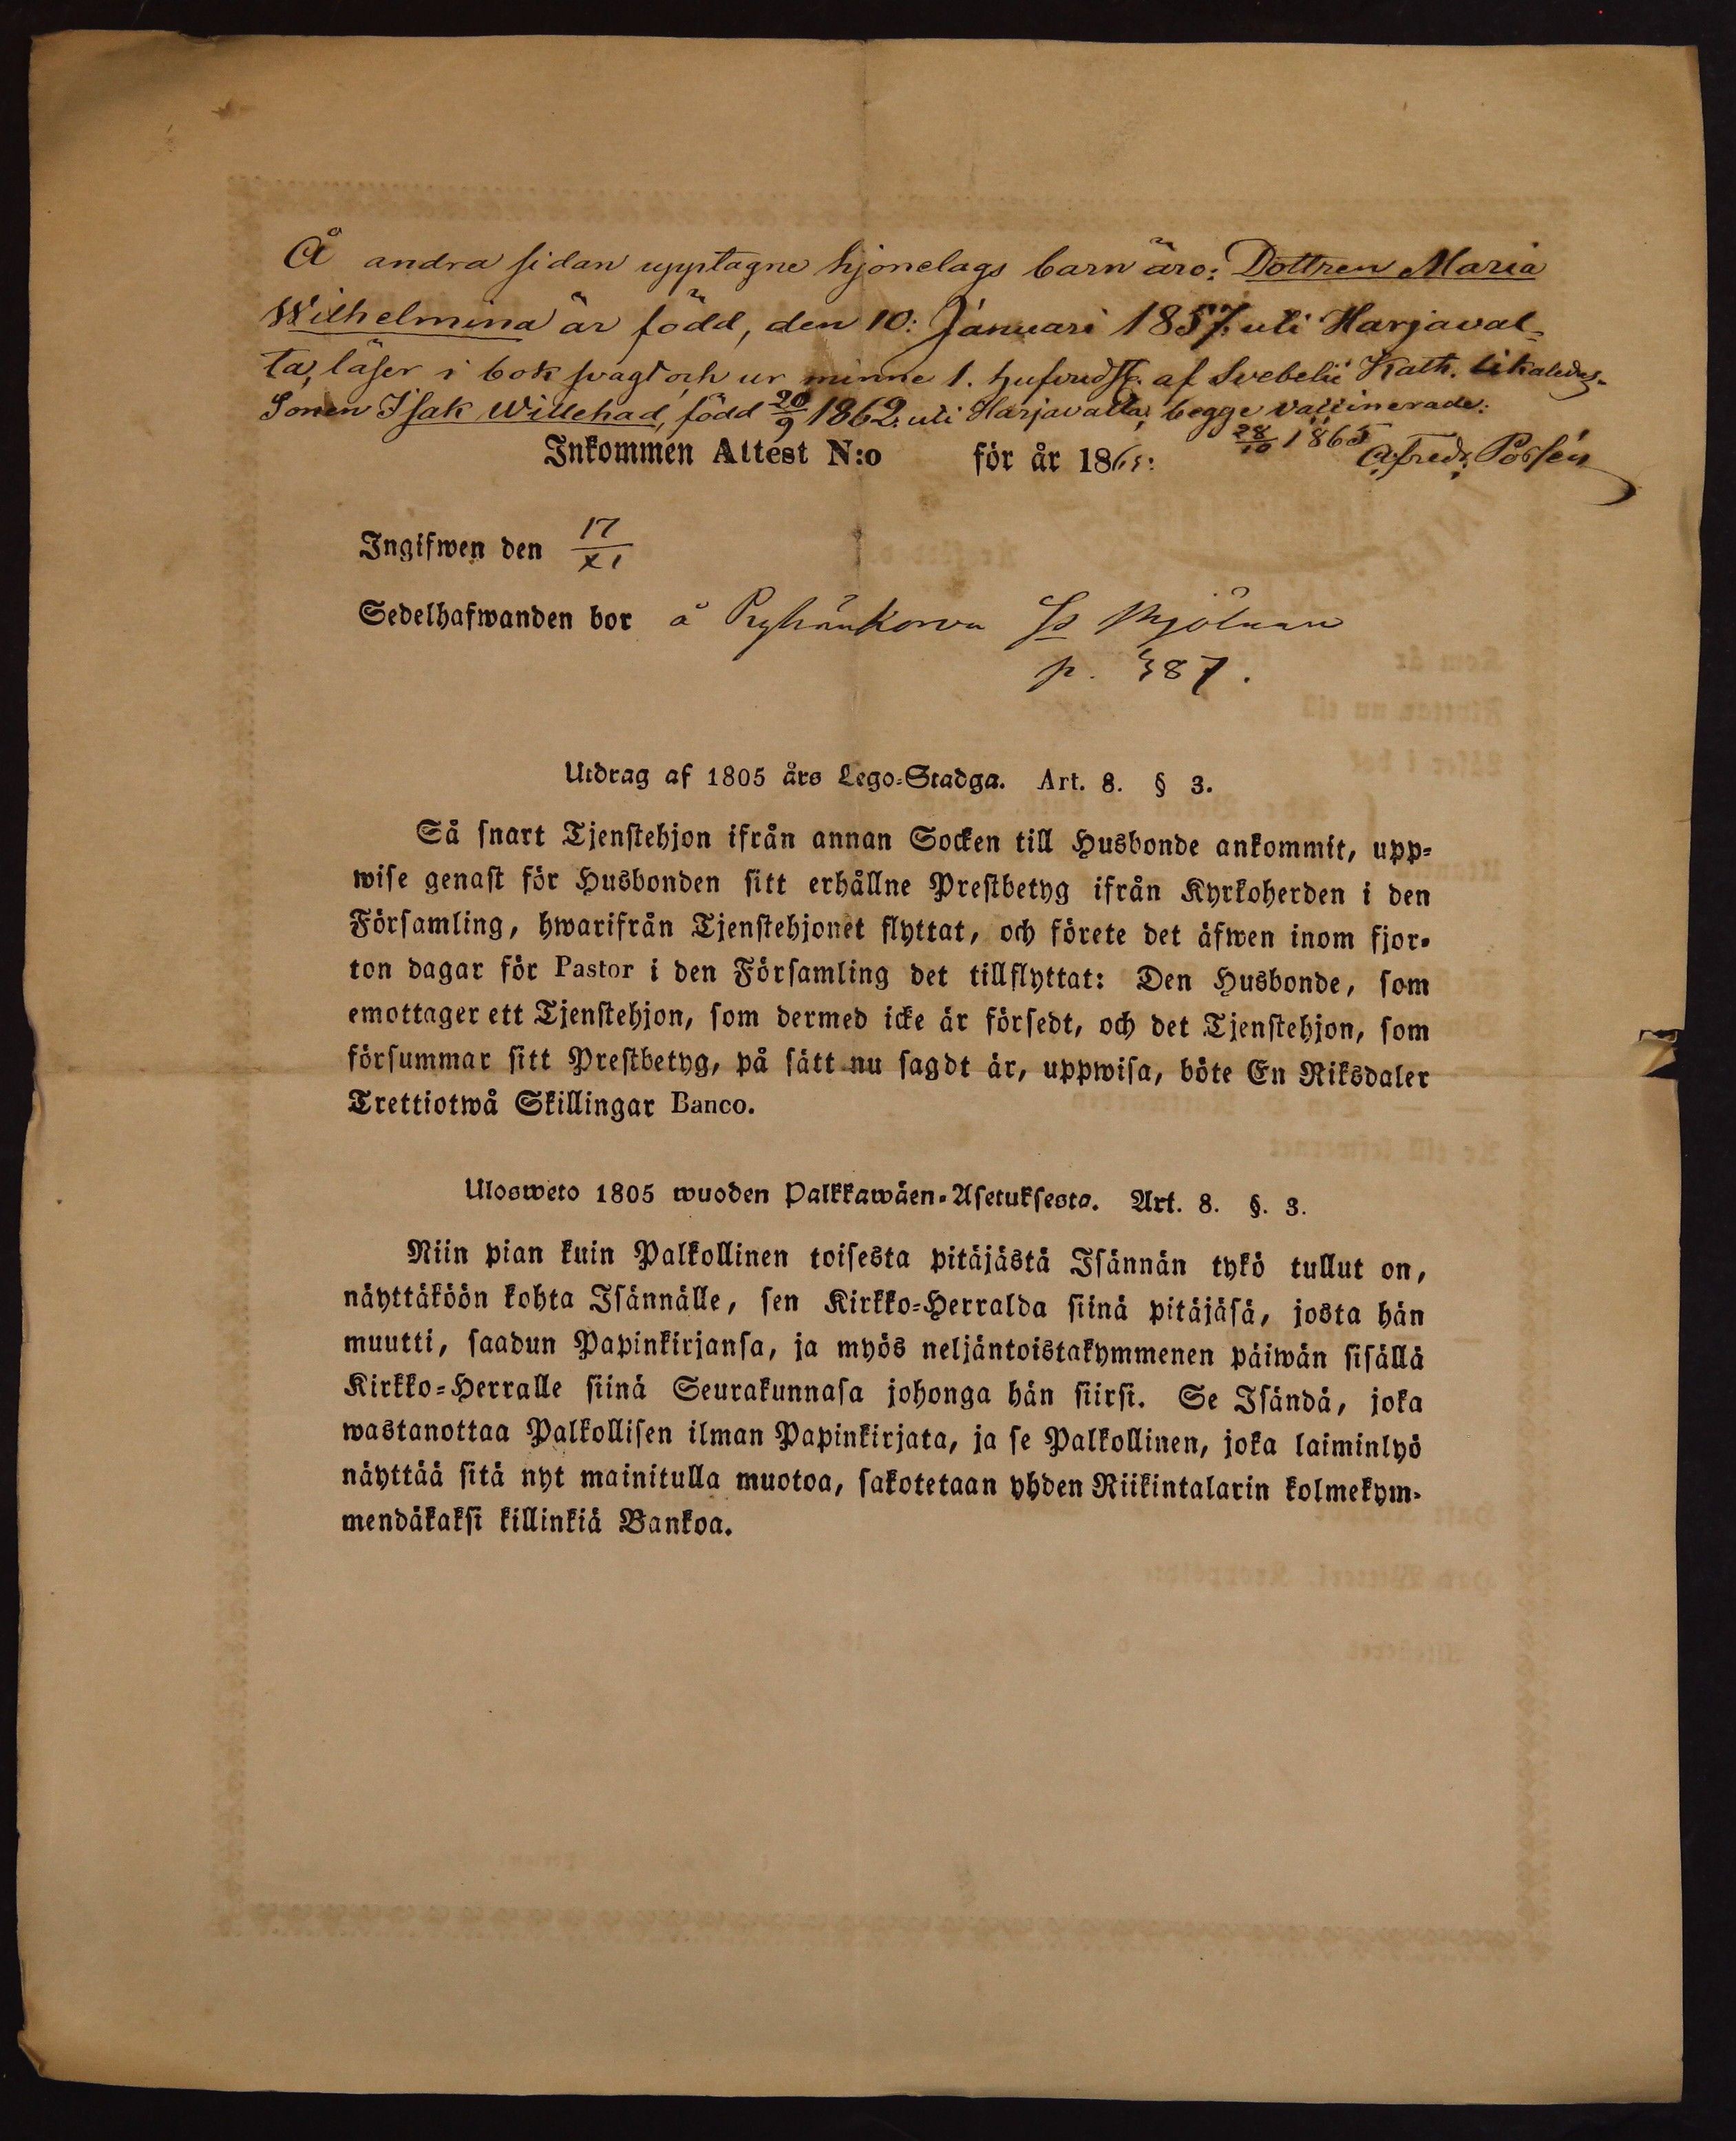 Å andra sidan upptagne hjonelags barn äro: Dottren Maria
Wilhelmina är född, den 10: Januari 1857. uti Harjaval-
ta, läser i bok svagt och ur minne 1. hufvudst. af Svebelii Kath. likaledes.
Sonen Isak Willehad, född 20/9 1862. uti Harjavalta; begge vaccinerade.
28/10 1865
Inkommen Attest N:o för år 1865:
Ingifwen den 17/XI
Sedelhafwanden bor å
p. 387.
Utdrag af 1805 års Lego-Stadga. Art. 8. § 3.
Så snart Tjenstehjon ifrån annan Socken till Husbonde ankommit, upp-
wise genast för Husbonden sitt erhållne Prestbetyg ifrån Kyrkoherden i den
Församling, hwarifrån Tjenstehjonet flyttat, och förete det äfwen inom fjor-
ton dagar för Pastor i den Församling det tillflyttat: Den Husbonde, som
emottager ett Tjenstehjon, som dermed icke är försedt, och det Tjenstehjon, som
försummar sitt Prestbetyg, på sätt nu sagdt är, uppwisa, böte En Riksdaler
Trettiotwå Skillingar Banco.
Ulosweto 1805 wuoden Palkkawäen-Asetuksesta. Art. 8. §. 3.
Niin pian kuin Palkollinen toisesta pitäjästä Isännän tykö tullut on,
näyttäköön kohta Isännälle, sen Kirkko-Herralda siinä pitäjäsä, josta hän
muutti, saadun Papinkirjansa, ja myös neljäntoistakymmenen päiwän sisällä
Kirkko-Herralle siinä Seurakunnasa johonga hän siirsi. Se Isändä, joka
wastanottaa Palkollisen ilman Papinkirjata, ja se Palkollinen, joka laiminlyö
näyttää sitä nyt mainitulla muotoa, sakotetaan yhden Riikintalarin kolmekym-
mendäkaksi killinkiä Bankoa.